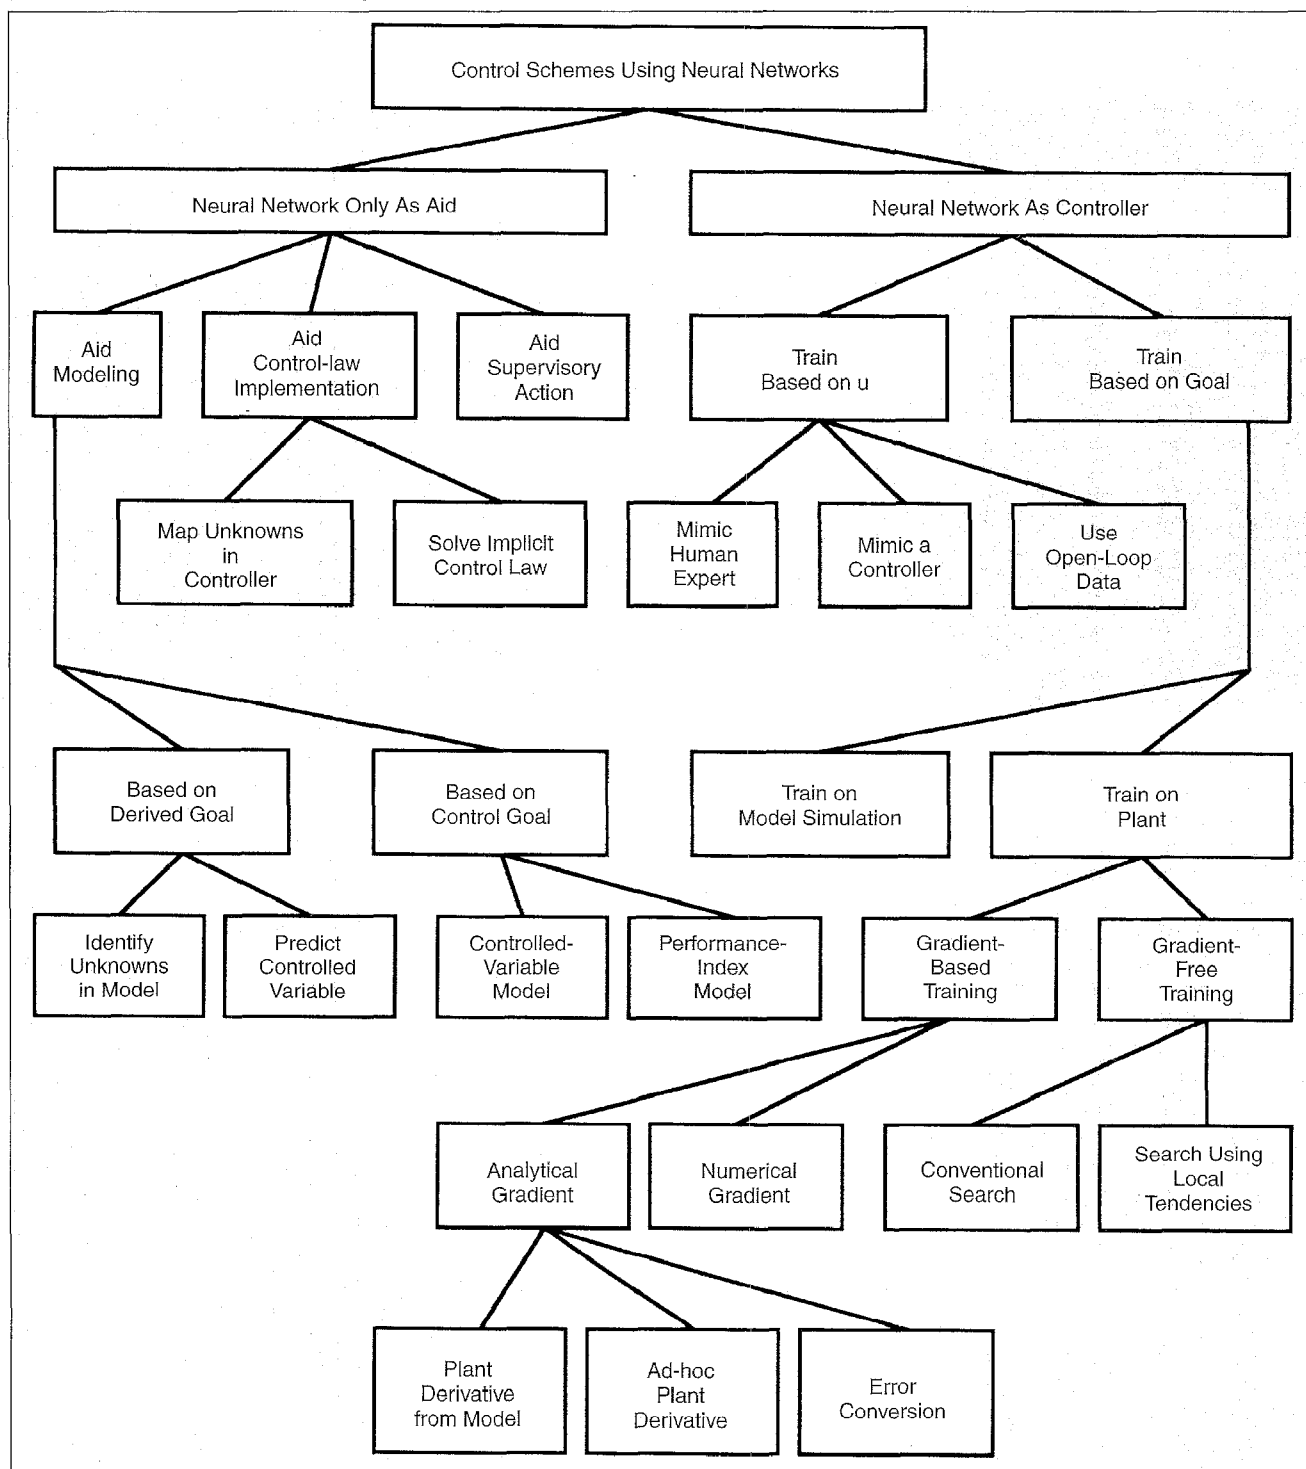 Control Schemes Using Neural Networks
Neural Network Only As Aid
Neural Network As Controller
Aid
Modeling
Aid
Control-law
Implementation
Aid
Supervisory
Action
Train
Based on u
Train
Based on Goal
Map Unknowns
in
Controller
Solve Implicit
Control Law
Mimic
Human
Expert
Mimic a
Controller
Use
Open-Loop
Data
Based on
Derived Goal
Based on
Control Goal
Train on
Model Simulation
Train on
Plant
Identify
Unknowns
in Model
Predict
Controlled
Variable
Controlled-
Variable
Model
Performance-
Index
Model
Gradient-
Based
Training
Gradient-
Free
Training
Analytical
Gradient
Numerical
Gradient
Conventional
Search
Search Using
Local
Tendencies
Plant
Derivative
from Model
Ad-hoc
Plant
Derivative
Error
Conversion